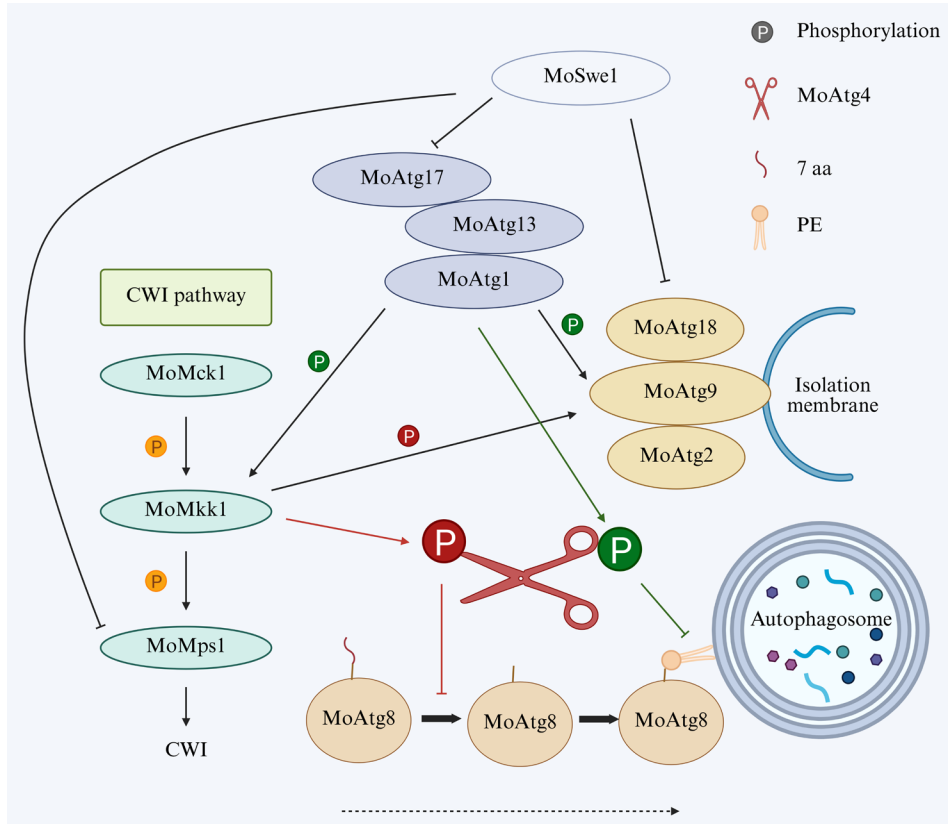 MoSwe1
P Phosphorylation
MoAtg4
7 aa
PE
MoAtg17
MoAtg13
MoAtg1
CWI pathway
P
P
MoAtg18
MoMck1
MoAtg9
Isolation
membrane
P
P
MoAtg2
MoMkk1
P
P
P
Autophagosome
MoMps1
MoAtg8
MoAtg8
MoAtg8
CWI